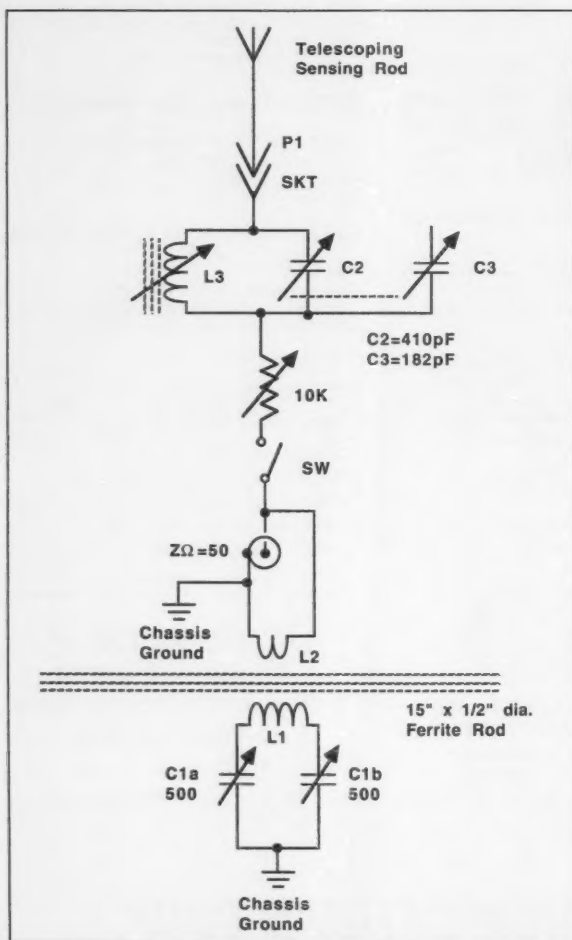 Telescoping
Sensing Rod
P1
SKT
L3
C2
C3
C2=410pF
C3=182pF
10K
SW
ZΩ=50
Chassis
Ground
L2
15" x 1/2" dia.
Ferrite Rod
L1
C1a
500
C1b
500
Chassis
Ground